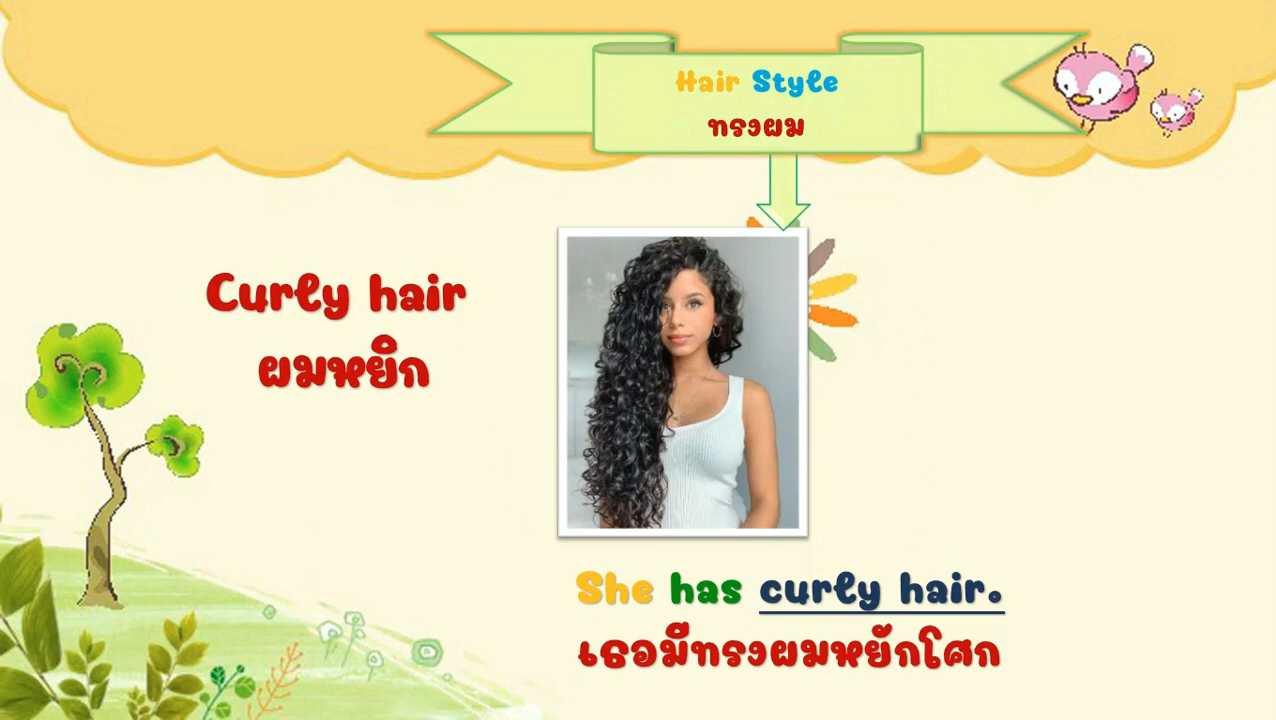 Hair Style
ทรงผม
Curly hair
ผมหยิก
She has curly hair.
เธอมีทรงผมหยักโศก